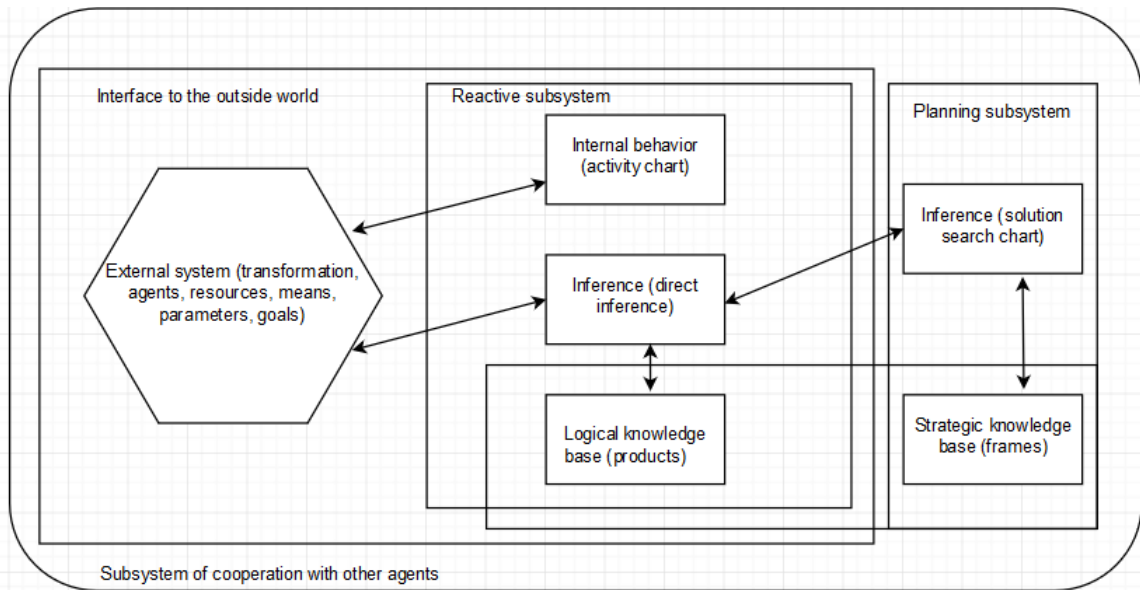 Interface to the outside world
Reactive subsystem
Planning subsystem
Internal behavior
(activity chart)
External system (transformation,
agents, resources, means,
parameters, goals)
Inference (direct
inference)
Inference (solution
search chart)
Logical knowledge
base (products)
Strategic knowledge
base (frames)
Subsystem of cooperation with other agents